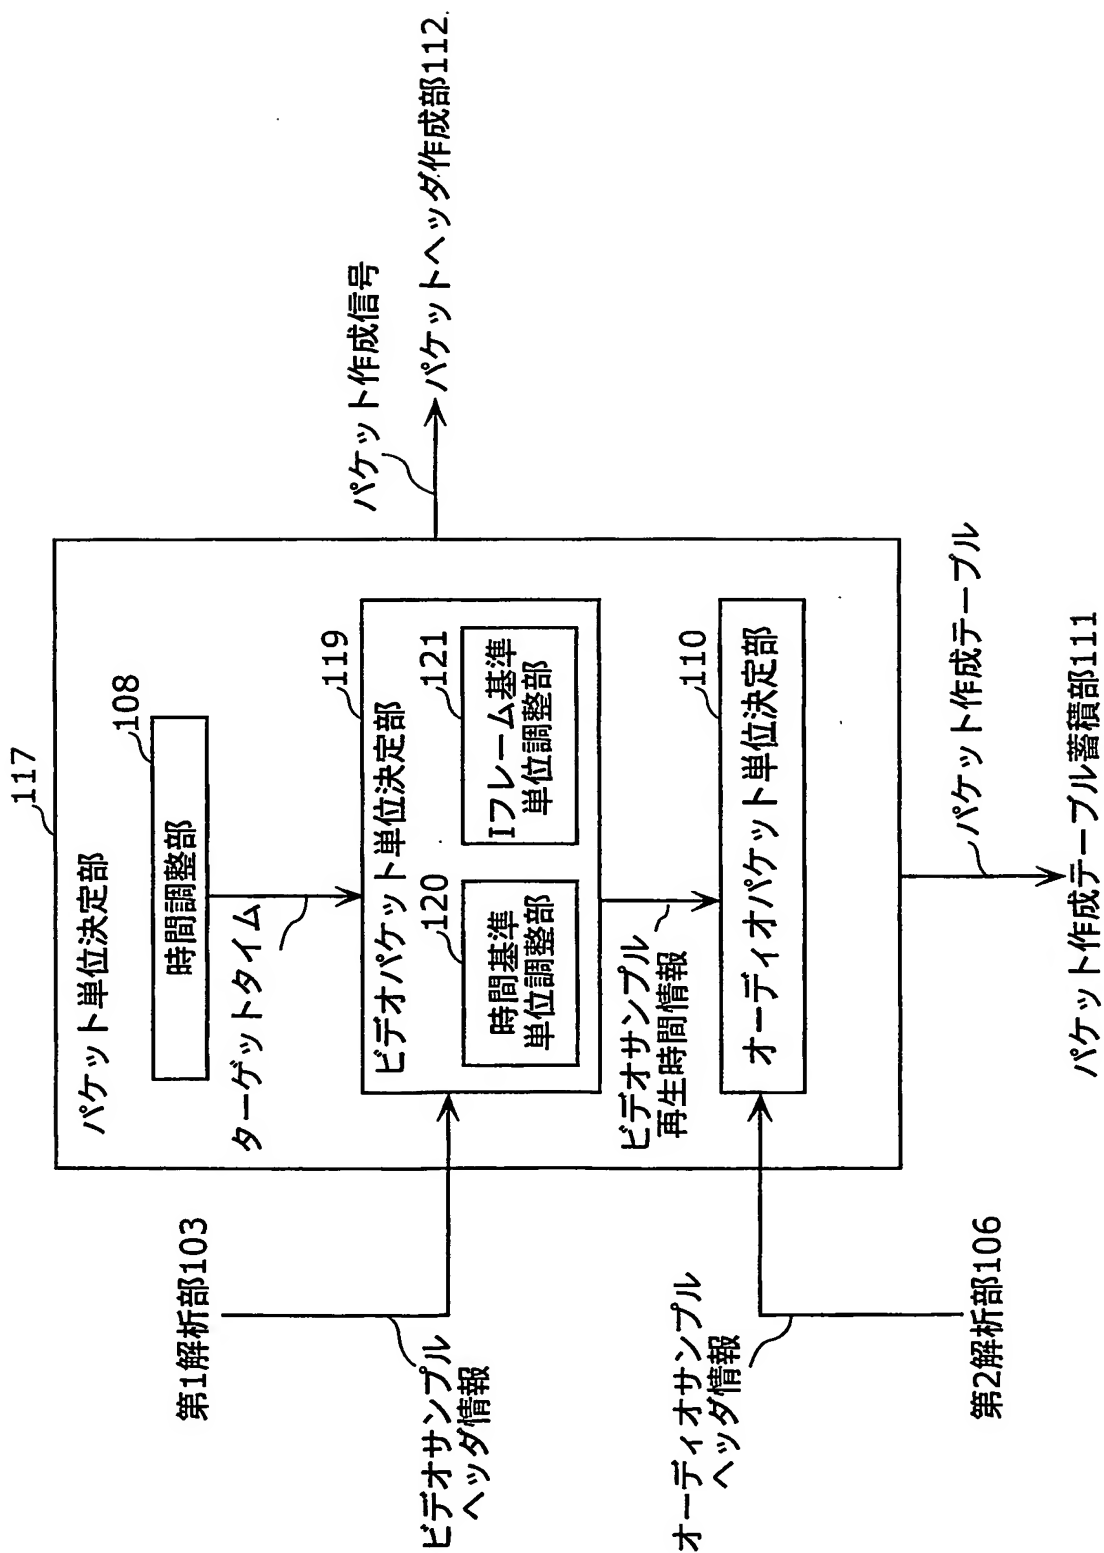 117
パケット単位決定部
108
時間調整部
ターゲットタイム
119
ビデオパケット単位決定部
120
時間基準
単位調整部
121
Iフレーム基準
単位調整部
ビデオサンプル
再生時間情報
110
オーディオパケット単位決定部
第1解析部103
ビデオサンプル
ヘッダ情報
オーディオサンプル
ヘッダ情報
第2解析部106
パケット作成信号
パケットヘッダ作成部112
パケット作成テーブル
パケット作成テーブル蓄積部111